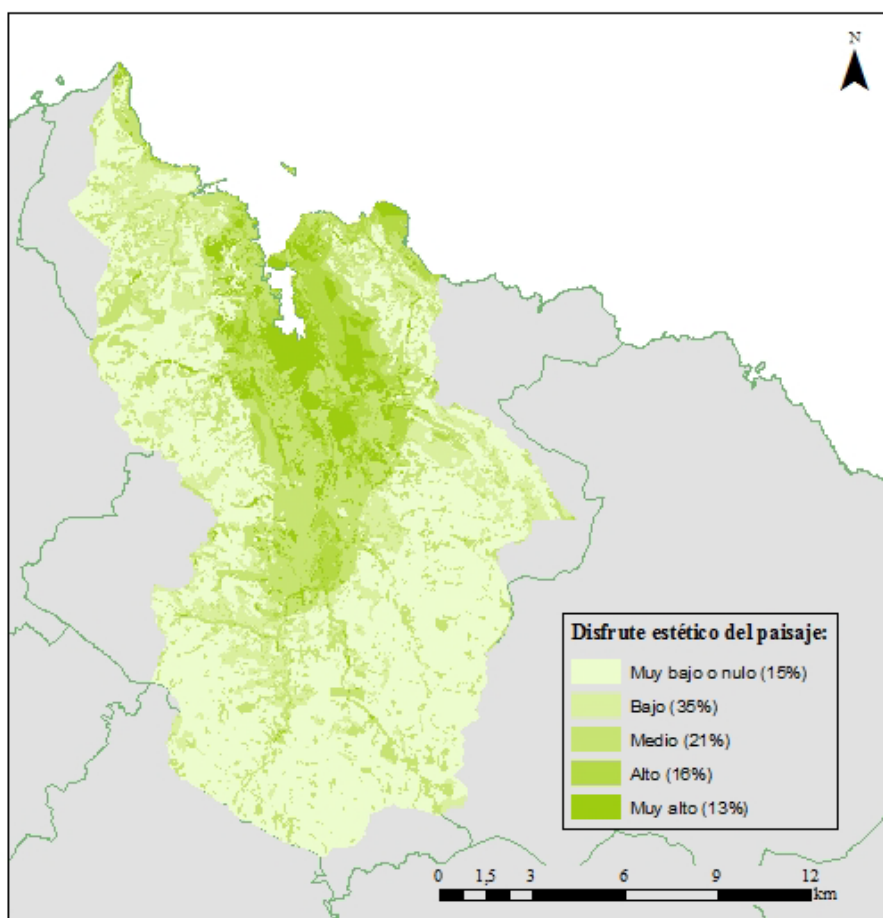 N
Disfrute estético del paisaje:
Muy bajo o nulo (15%)
Bajo (35%)
Medio (21%)
Alto (16%)
Muy alto (13%)
0 1,5 3 6 9 12
km